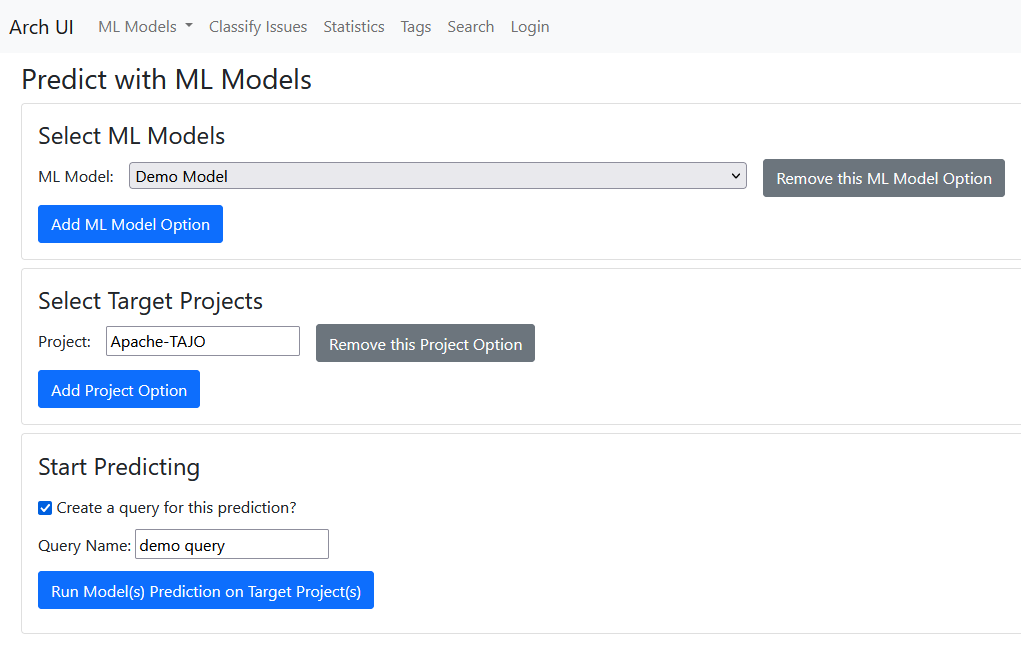 Arch UI ML Models Classify Issues Statistics Tags Search Login
Predict with ML Models
Select ML Models
ML Model: Demo Model Remove this ML Model Option
Add ML Model Option
Select Target Projects
Project: Apache-TAJO Remove this Project Option
Add Project Option
Start Predicting
Create a query for this prediction?
Query Name: demo query
Run Model(s) Prediction on Target Project(s)